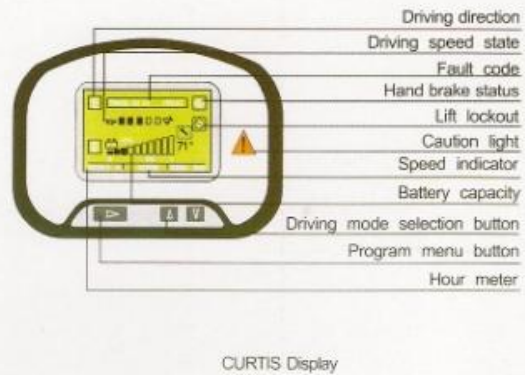 Driving direction
Driving speed state
Fault code
Hand brake status
Lift lockout
Caution light
Speed indicator
Battery capacity
Driving mode selection button
Program menu button
Hour meter
71°
CURTIS Display